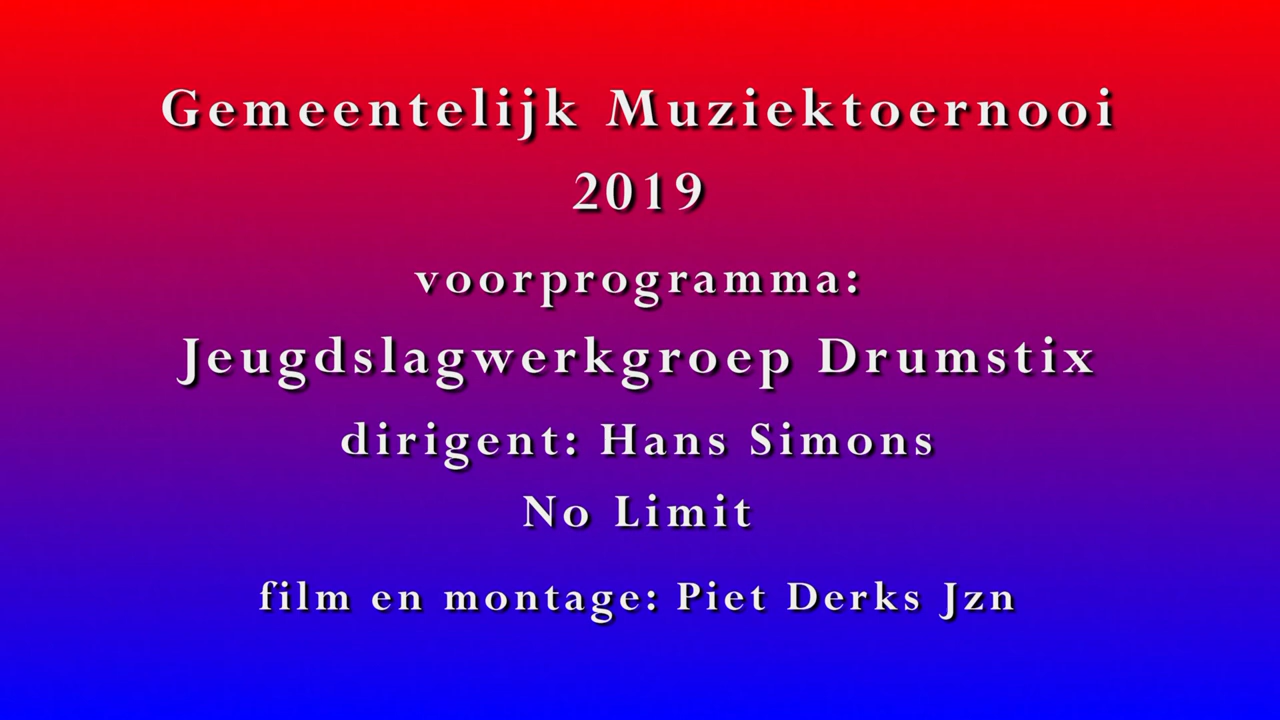 Gemeentelijk Muziektoernooi
2019
voorprogramma:
Jeugdslagwerkgroep Drumstix
dirigent: Hans Simons
No Limit
film en montage: Piet Derks Jzn